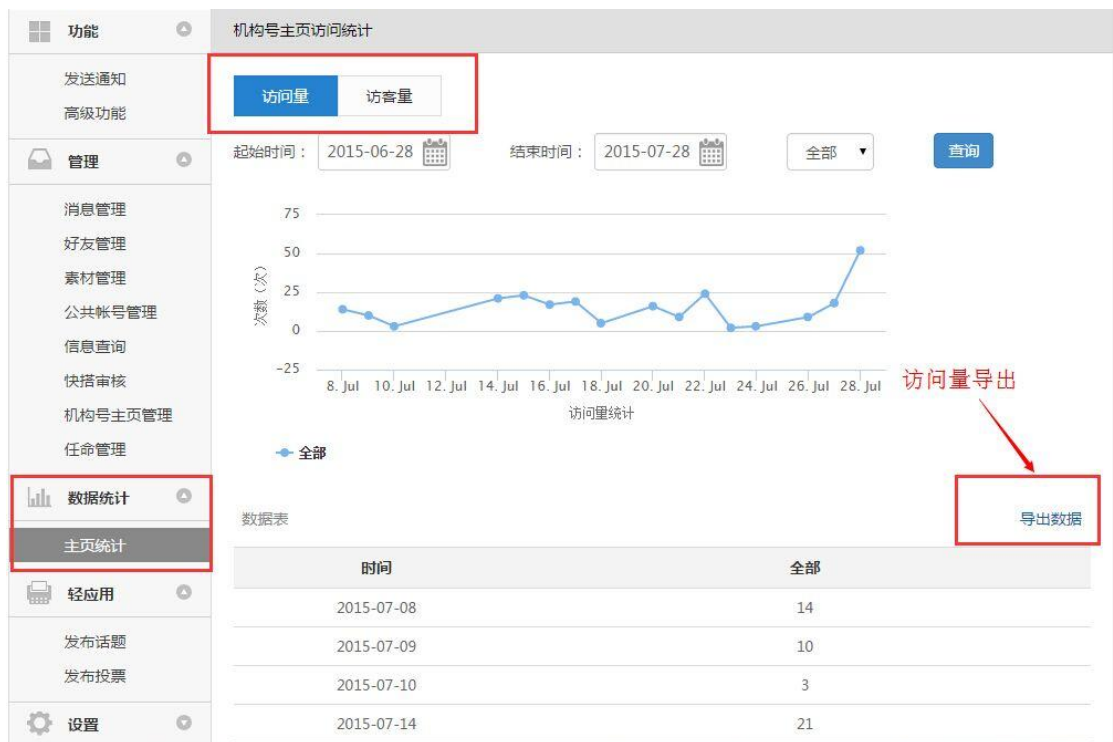 功能
发送通知
高级功能
管理
消息管理
好友管理
素材管理
公共帐号管理
信息查询
快搭审核
机构号主页管理
任命管理
数据统计
主页统计
轻应用
发布话题
发布投票
设置
机构号主页访问统计
访问量 访客量
起始时间： 2015-06-28 结束时间： 2015-07-28 全部 查询
75
50
25
0
-25
次数（次）
8. Jul 10. Jul 12. Jul 14. Jul 16. Jul 18. Jul 20. Jul 22. Jul 24. Jul 26. Jul 28. Jul
访问量统计
全部
访问量导出
数据表 导出数据
时间 全部
2015-07-08 14
2015-07-09 10
2015-07-10 3
2015-07-14 21